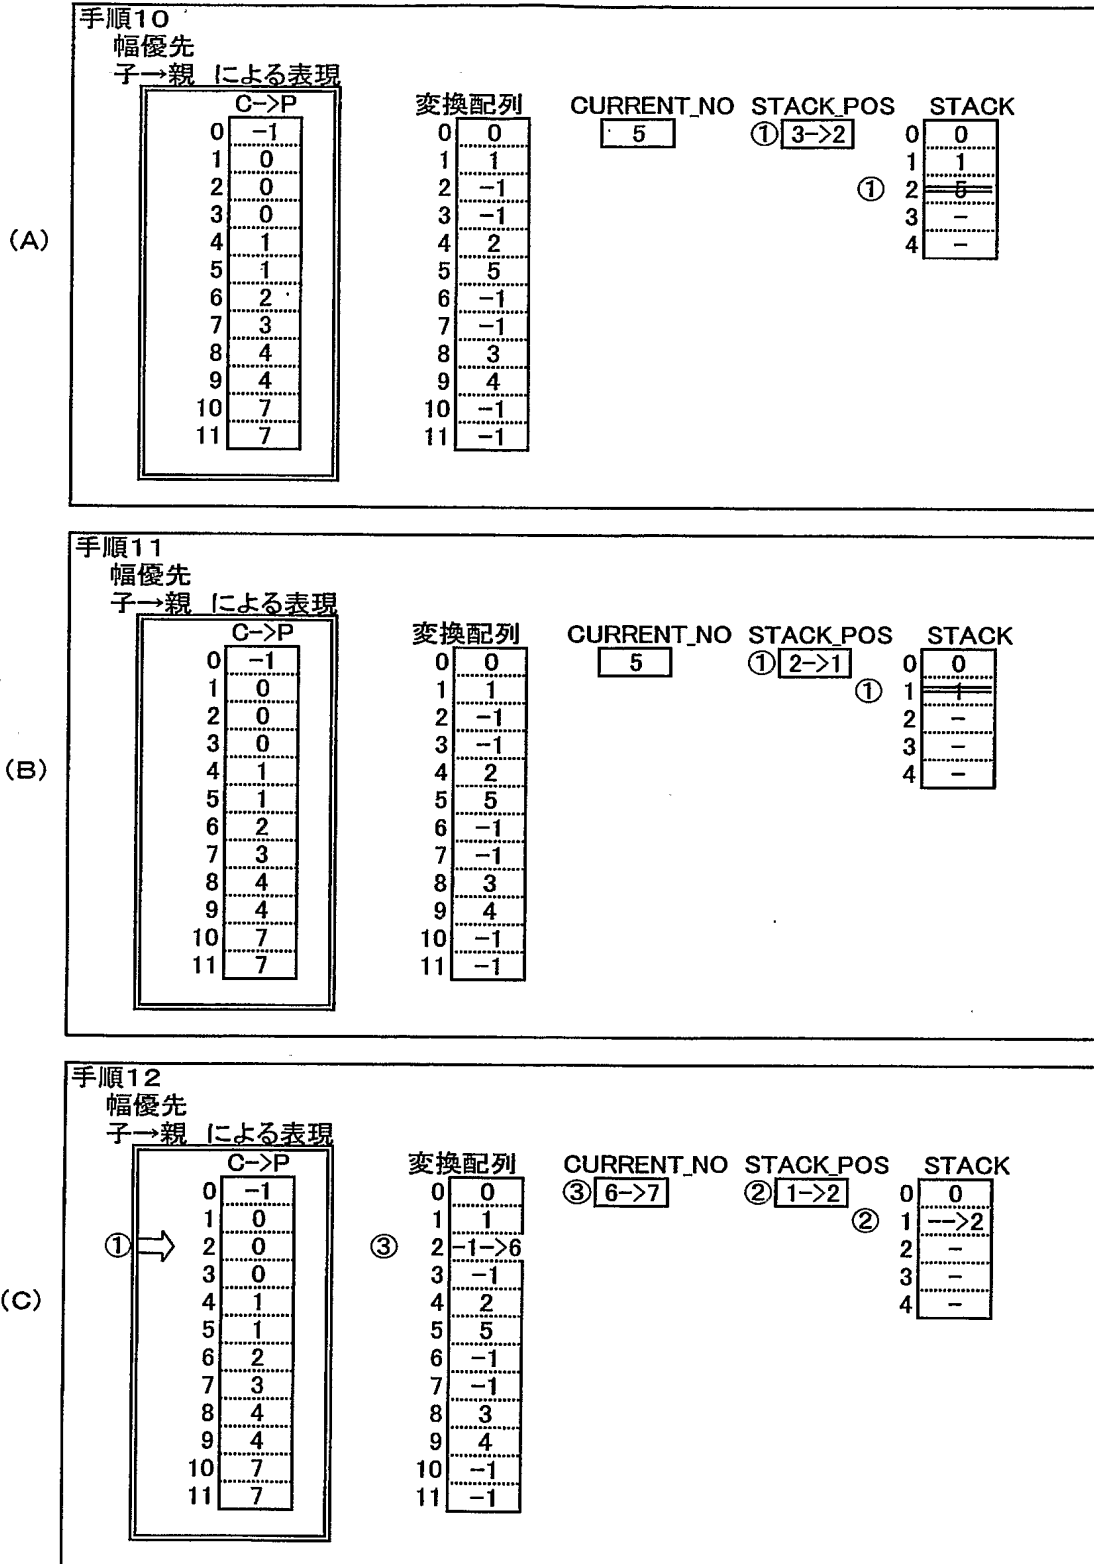 手順10
幅優先
子→親 による表現
C->P 変換配列 CURRENT_NO STACK_POS STACK
0 -1 0 0 5 ① 3->2 0 0
1 0 1 1 1 1
2 0 2 -1 ① 2 5
3 0 3 -1 3 -
(A) 4 1 4 2 4 -
5 1 5 5
6 2 6 -1
7 3 7 -1
8 4 8 3
9 4 9 4
10 7 10 -1
11 7 11 -1
手順11
幅優先
子→親 による表現
C->P 変換配列 CURRENT_NO STACK_POS STACK
0 -1 0 0 5 ① 2->1 0 0
1 0 1 1 ① 1 1
2 0 2 -1 2 -
3 0 3 -1 3 -
(B) 4 1 4 2 4 -
5 1 5 5
6 2 6 -1
7 3 7 -1
8 4 8 3
9 4 9 4
10 7 10 -1
11 7 11 -1
手順12
幅優先
子→親 による表現
C->P 変換配列 CURRENT_NO STACK_POS STACK
0 -1 0 0 ③ 6->7 ② 1->2 0 0
1 0 1 1 ② 1 -->2
① 2 0 ③ 2 -1->6 2 -
3 0 3 -1 3 -
(C) 4 1 4 2 4 -
5 1 5 5
6 2 6 -1
7 3 7 -1
8 4 8 3
9 4 9 4
10 7 10 -1
11 7 11 -1